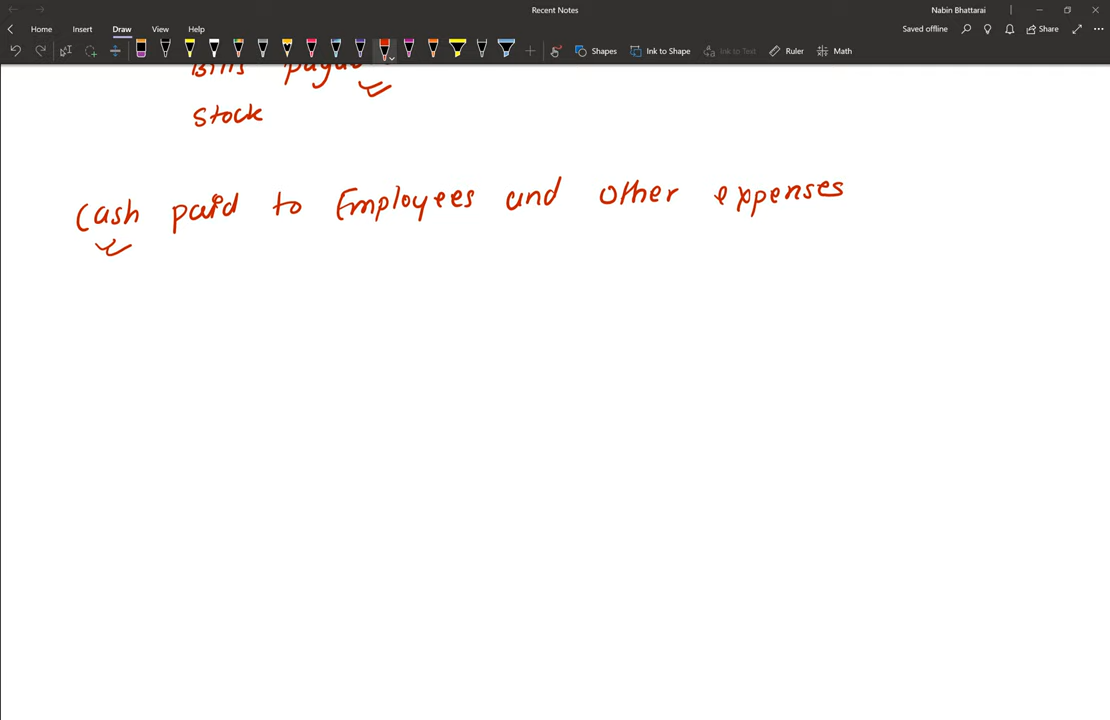 Recent Notes
Nabin Bhattarai
Home Insert Draw View Help
Saved offline
Share
Shapes
Ink to Shape
Ink to Text
Ruler
Math
Bills
Stock
Cash paid to Employees and other expenses